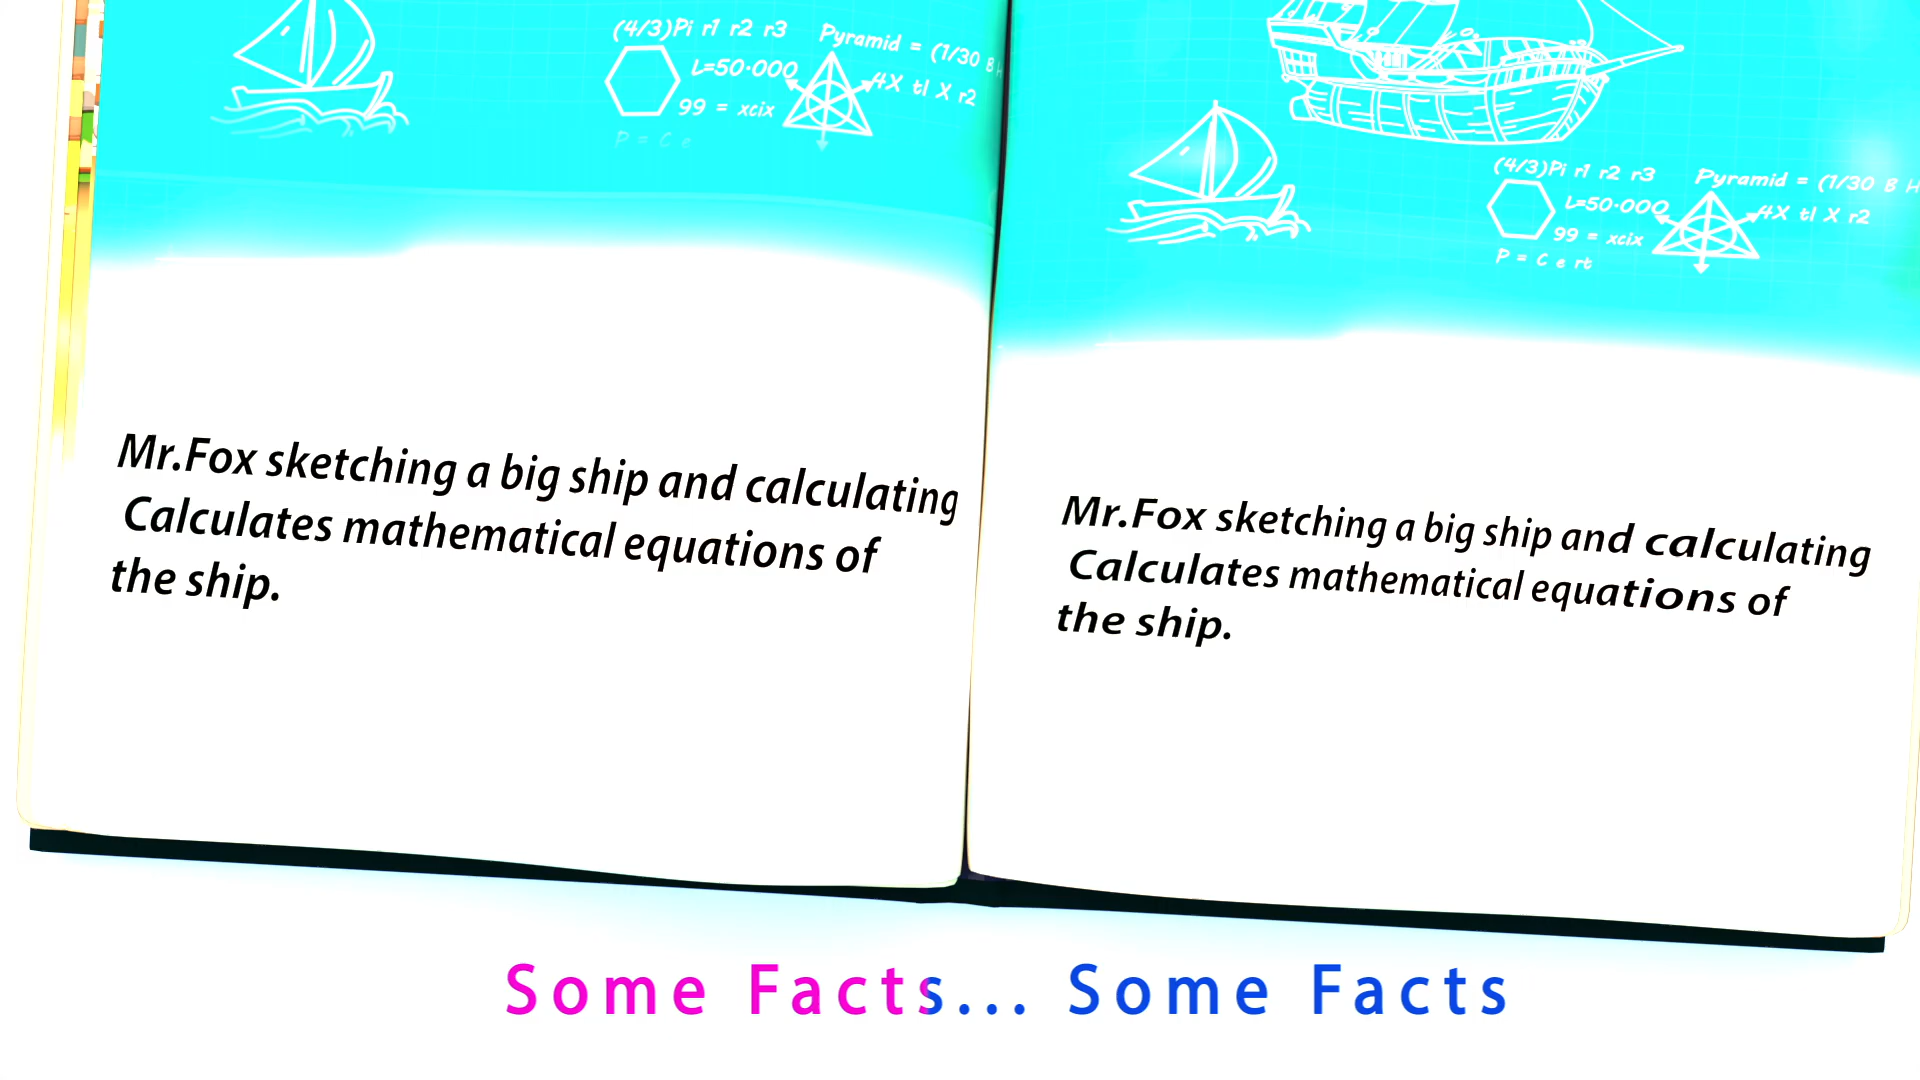 (4/3)Pi r1 r2 r3
Pyramid = (1/30 B H
L=50·000
4X tl X r2
99 = xcix
P = C e
Mr.Fox sketching a big ship and calculating
Calculates mathematical equations of
the ship.
(4/3)Pi r1 r2 r3
Pyramid = (1/30 B H
L=50·000
4X tl X r2
99 = xcix
P = C e rt
Mr.Fox sketching a big ship and calculating
Calculates mathematical equations of
the ship.
Some Facts... Some Facts